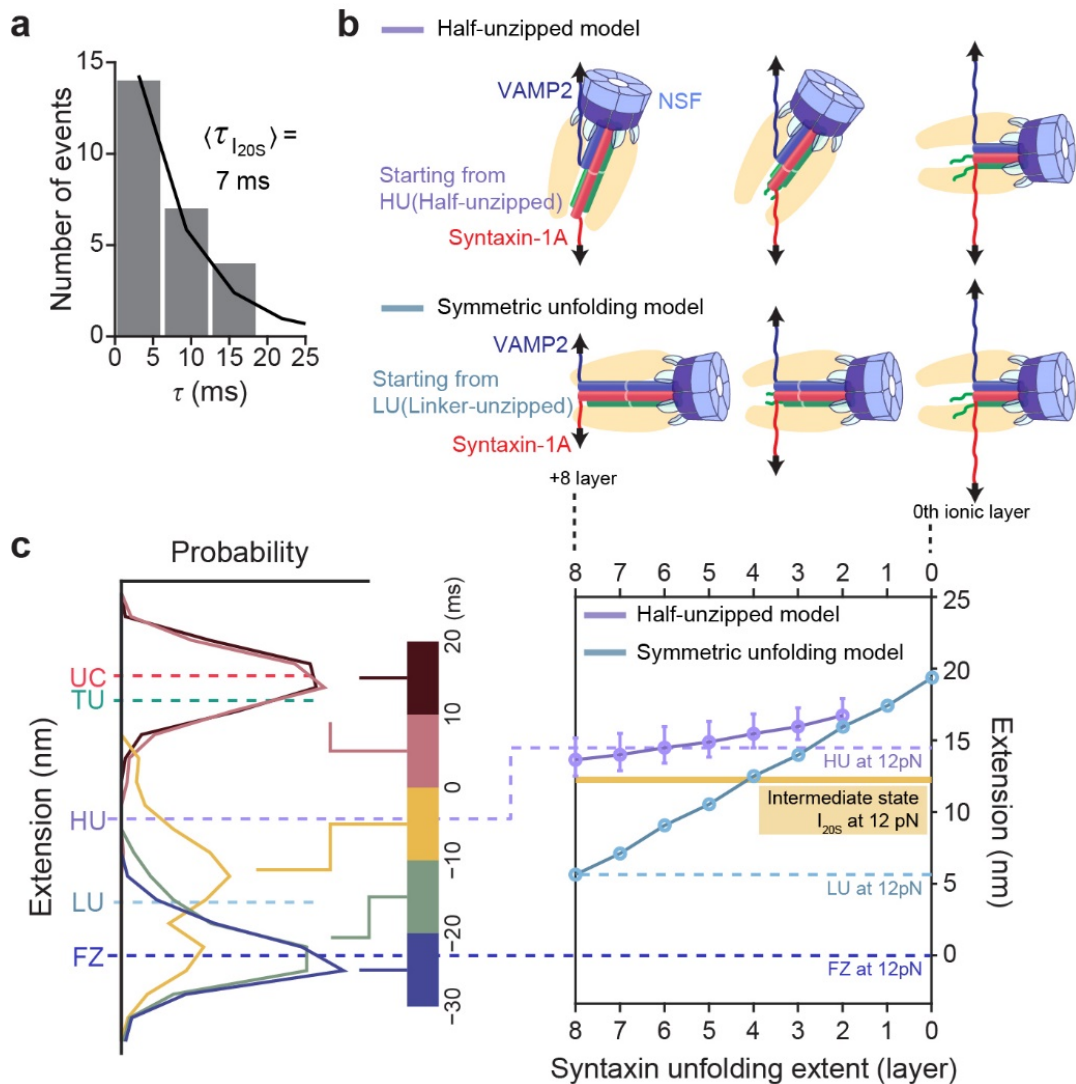 a
Number of events
15
10
5
0
⟨τI20S⟩ =
7 ms
0 5 10 15 20 25
τ (ms)
b
Half-unzipped model
VAMP2
NSF
Starting from
HU(Half-unzipped)
Syntaxin-1A
Symmetric unfolding model
VAMP2
Starting from
LU(Linker-unzipped)
Syntaxin-1A
+8 layer
0th ionic layer
c
Probability
Extension (nm)
UC
TU
HU
LU
FZ
20 (ms)
10
0
−10
−20
−30
8 7 6 5 4 3 2 1 0
Half-unzipped model
Symmetric unfolding model
HU at 12pN
Intermediate state
I20S at 12 pN
LU at 12pN
FZ at 12pN
25
20
15
10
5
0
Extension (nm)
8 7 6 5 4 3 2 1 0
Syntaxin unfolding extent (layer)